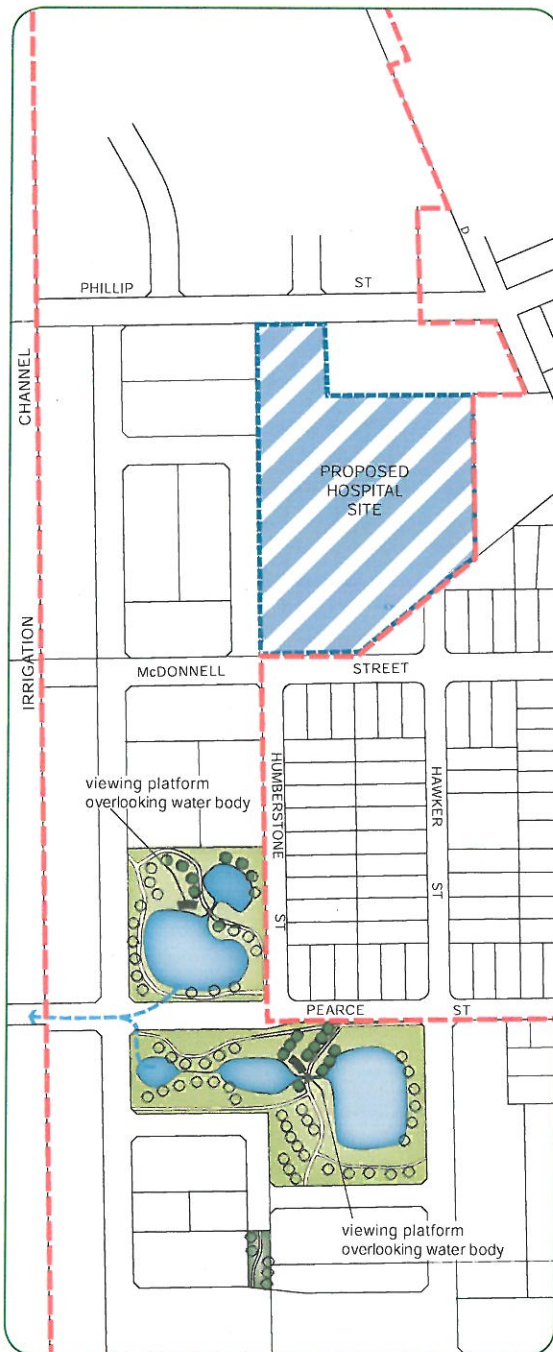 PHILLIP ST
D
CHANNEL
IRRIGATION
PROPOSED
HOSPITAL
SITE
McDONNELL STREET
HUMBERSTONE ST
HAWKER ST
viewing platform
overlooking water body
PEARCE ST
viewing platform
overlooking water body